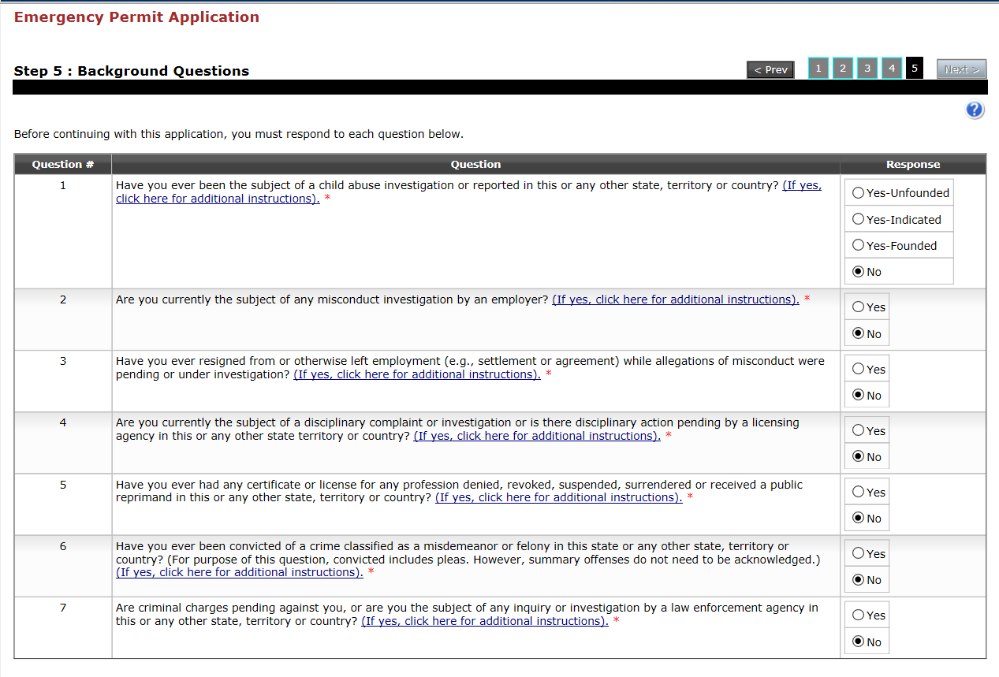 Emergency Permit Application
Step 5 : Background Questions
< Prev 1 2 3 4 5 Next >
?
Before continuing with this application, you must respond to each question below.
Question # Question Response
1 Have you ever been the subject of a child abuse investigation or reported in this or any other state, territory or country? (If yes,
click here for additional instructions). *
Yes-Unfounded
Yes-Indicated
Yes-Founded
No
2 Are you currently the subject of any misconduct investigation by an employer? (If yes, click here for additional instructions). *
Yes
No
3 Have you ever resigned from or otherwise left employment (e.g., settlement or agreement) while allegations of misconduct were
pending or under investigation? (If yes, click here for additional instructions). *
Yes
No
4 Are you currently the subject of a disciplinary complaint or investigation or is there disciplinary action pending by a licensing
agency in this or any other state territory or country? (If yes, click here for additional instructions). *
Yes
No
5 Have you ever had any certificate or license for any profession denied, revoked, suspended, surrendered or received a public
reprimand in this or any other state, territory or country? (If yes, click here for additional instructions). *
Yes
No
6 Have you ever been convicted of a crime classified as a misdemeanor or felony in this state or any other state, territory or
country? (For purpose of this question, convicted includes pleas. However, summary offenses do not need to be acknowledged.)
(If yes, click here for additional instructions). *
Yes
No
7 Are criminal charges pending against you, or are you the subject of any inquiry or investigation by a law enforcement agency in
this or any other state, territory or country? (If yes, click here for additional instructions). *
Yes
No